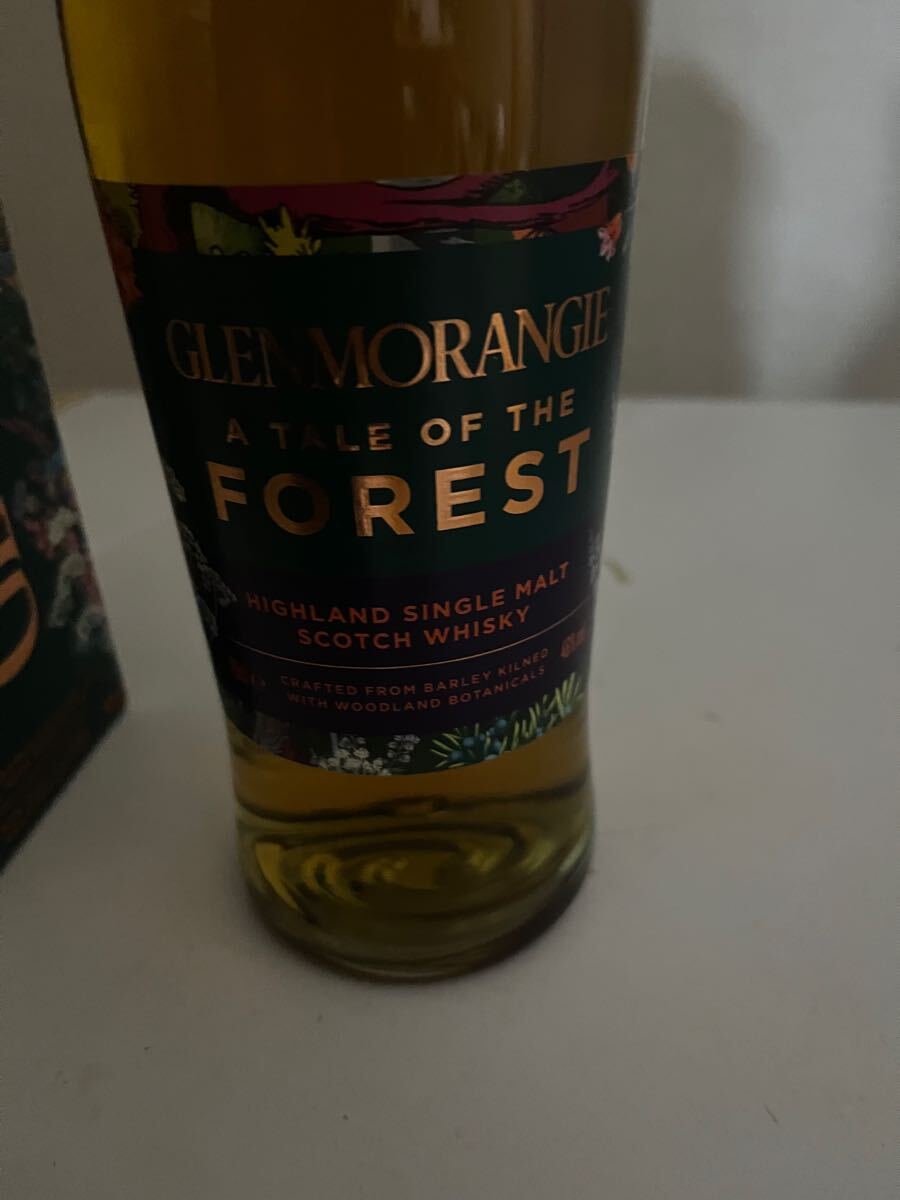 GLENMORANGIE
A TALE OF THE
FOREST
HIGHLAND SINGLE MALT
SCOTCH WHISKY
CRAFTED FROM BARLEY KILNED
WITH WOODLAND BOTANICALS